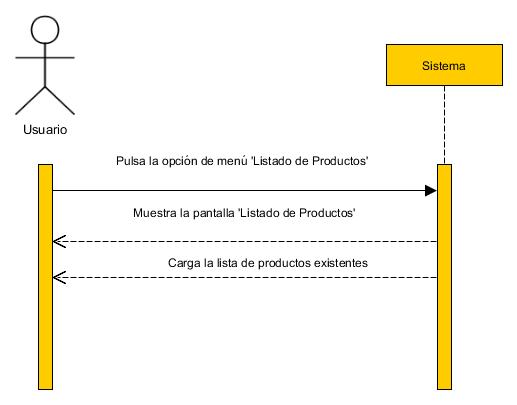 Sistema
Usuario
Pulsa la opción de menú 'Listado de Productos'
Muestra la pantalla 'Listado de Productos'
Carga la lista de productos existentes